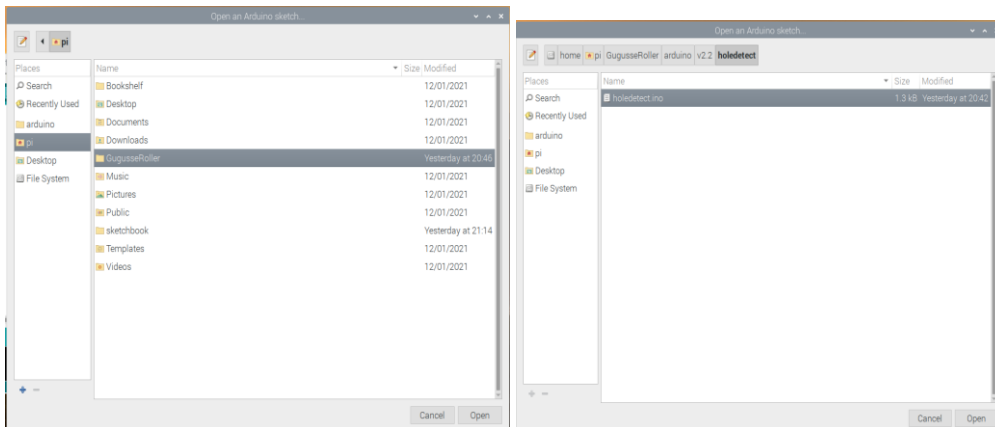 Open an Arduino sketch...
pi
Places
Name Size Modified
Search
Recently Used
arduino
pi
Desktop
File System
Bookshelf 12/01/2021
Desktop 12/01/2021
Documents 12/01/2021
Downloads 12/01/2021
GugusseRoller Yesterday at 20:46
Music 12/01/2021
Pictures 12/01/2021
Public 12/01/2021
sketchbook Yesterday at 21:14
Templates 12/01/2021
Videos 12/01/2021
Cancel Open
Open an Arduino sketch...
home pi GugusseRoller arduino v2.2 holedetect
Places
Name Size Modified
Search
Recently Used
arduino
pi
Desktop
File System
holedetect.ino 1.3 kB Yesterday at 20:42
Cancel Open